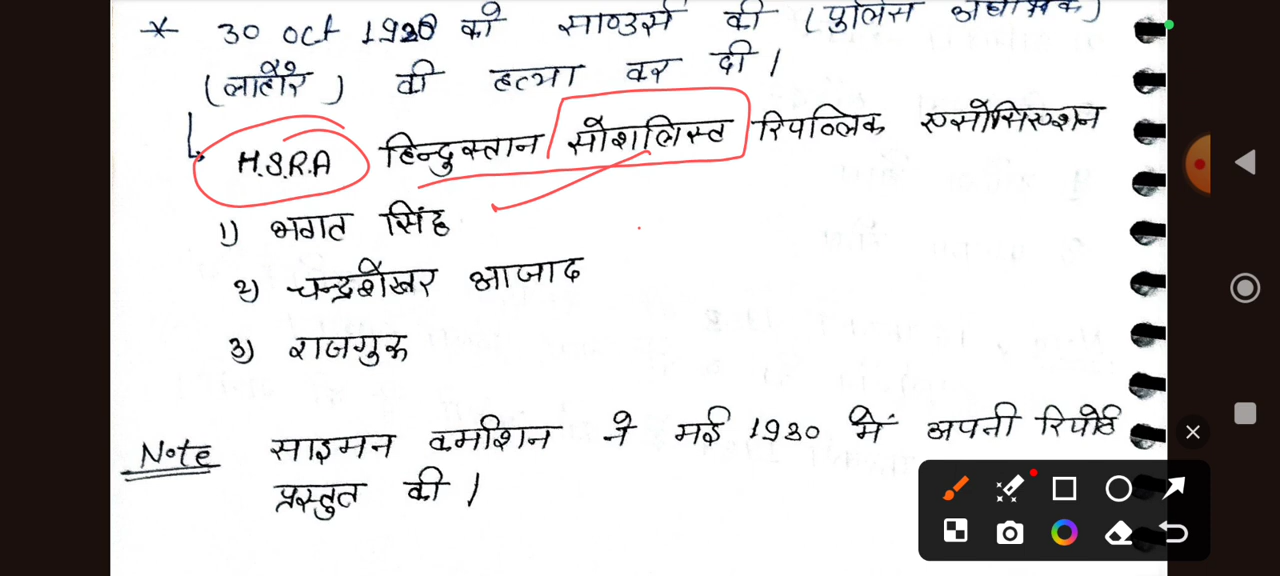 * 30 oct 1928 को साण्डर्स की (पुलिस अधीक्षक)
(लाहौर) की हत्या कर दी।
H.S.R.A हिन्दुस्तान सोशलिस्ट रिपब्लिक एसोसिएशन
1) भगत सिंह
2) चन्द्रशेखर आजाद
3) राजगुरू
Note साइमन कमीशन ने मई 1930 में अपनी रिपोर्ट
प्रस्तुत की।